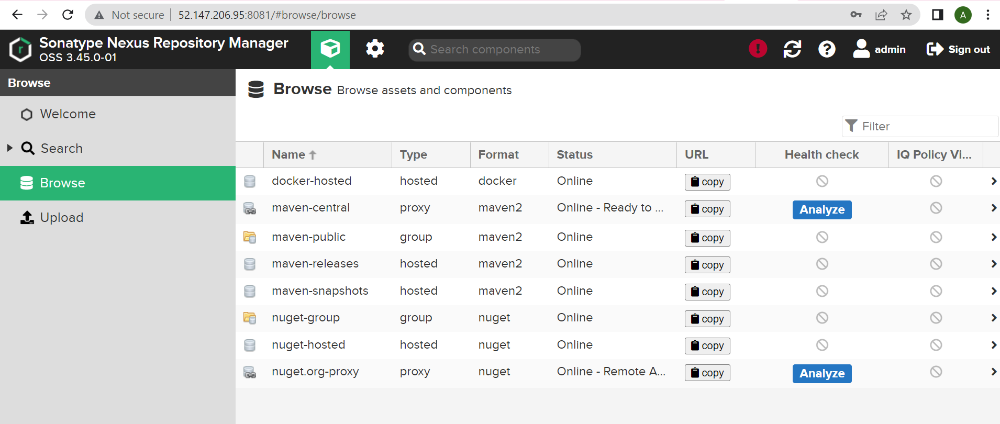 Not secure | 52.147.206.95:8081/#browse/browse
A
Sonatype Nexus Repository Manager
OSS 3.45.0-01
Search components
admin
Sign out
Browse
Welcome
Search
Browse
Upload
Browse Browse assets and components
Filter
Name Type Format Status URL Health check IQ Policy Vi...
docker-hosted hosted docker Online copy
maven-central proxy maven2 Online - Ready to ... copy Analyze
maven-public group maven2 Online copy
maven-releases hosted maven2 Online copy
maven-snapshots hosted maven2 Online copy
nuget-group group nuget Online copy
nuget-hosted hosted nuget Online copy
nuget.org-proxy proxy nuget Online - Remote A... copy Analyze